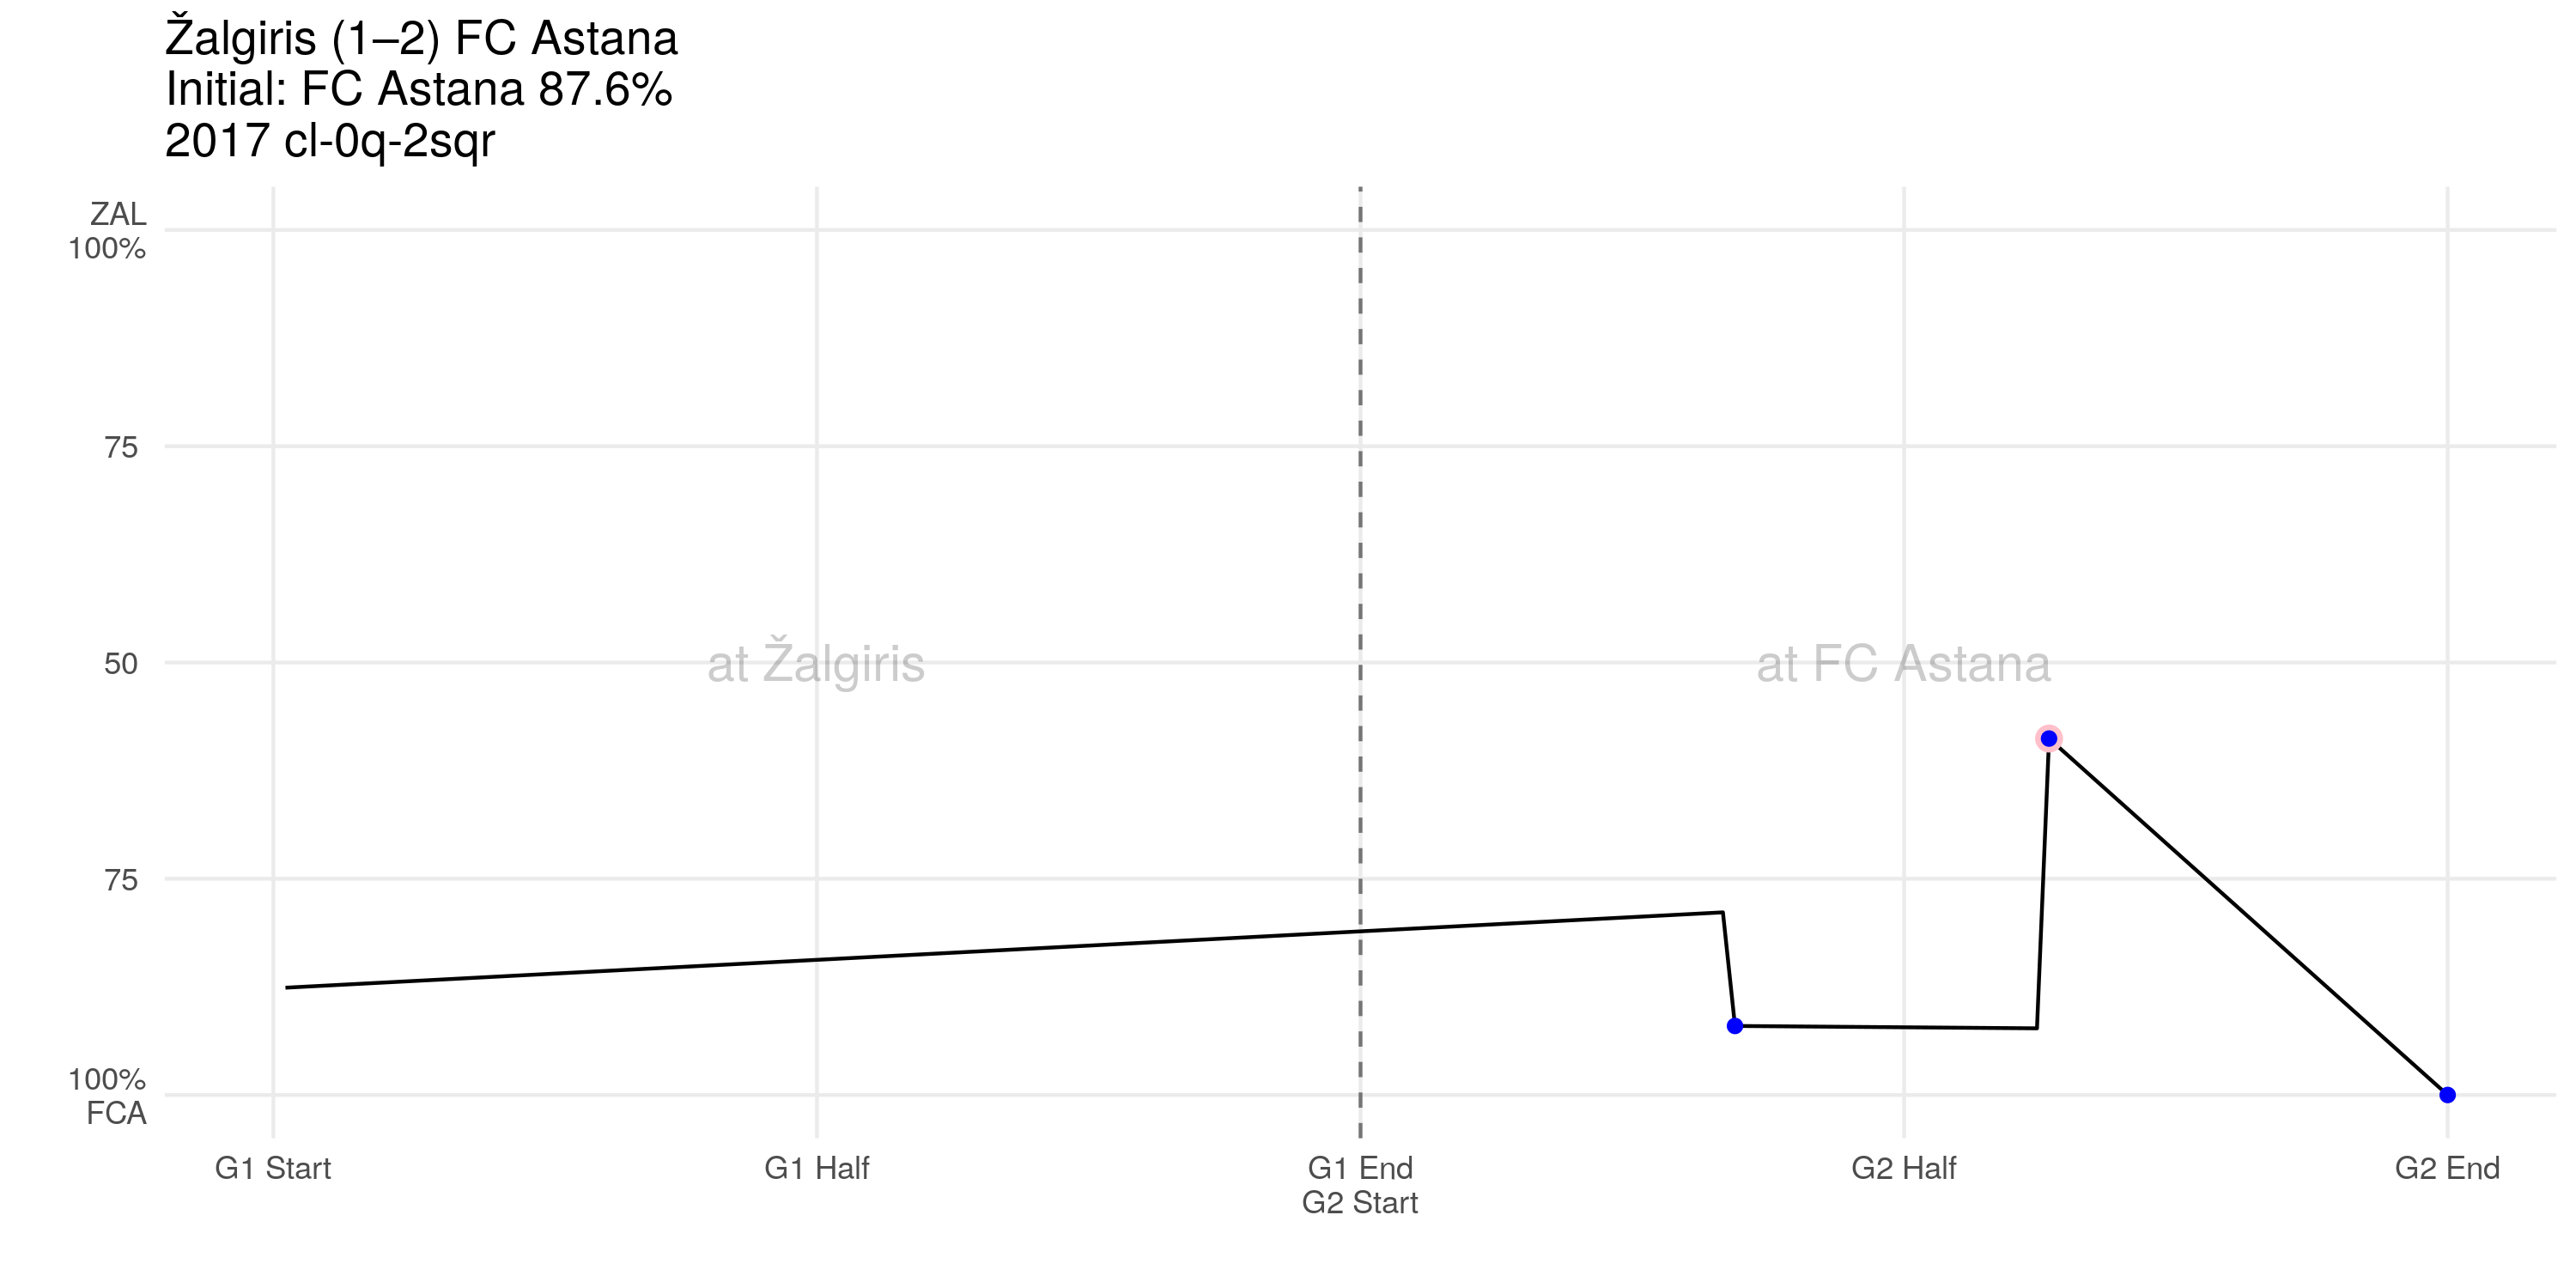 Žalgiris (1–2) FC Astana
Initial: FC Astana 87.6%
2017 cl-0q-2sqr
ZAL
100%
75
50
75
100%
FCA
at Žalgiris
at FC Astana
G1 Start
G1 Half
G1 End
G2 Start
G2 Half
G2 End